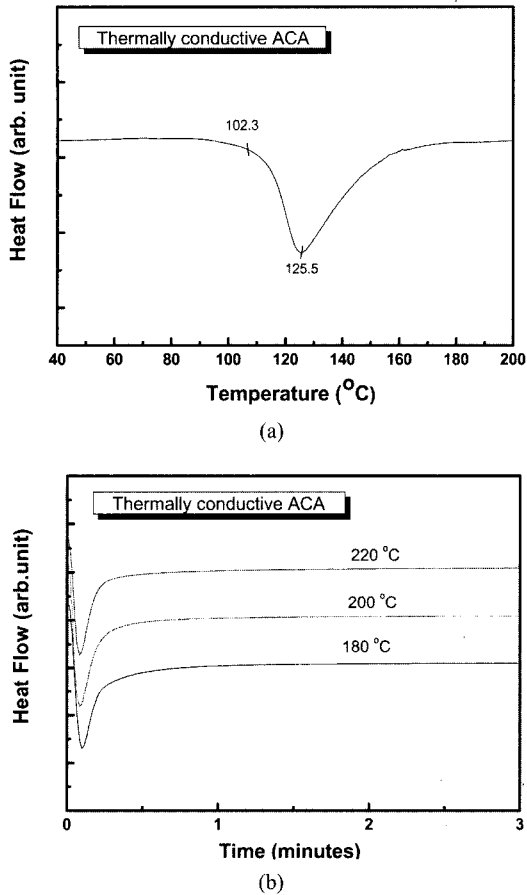 Thermally conductive ACA
Heat Flow (arb. unit)
102.3
125.5
40 60 80 100 120 140 160 180 200
Temperature (°C)
(a)
Thermally conductive ACA
Heat Flow (arb.unit)
220 °C
200 °C
180 °C
0 1 2 3
Time (minutes)
(b)